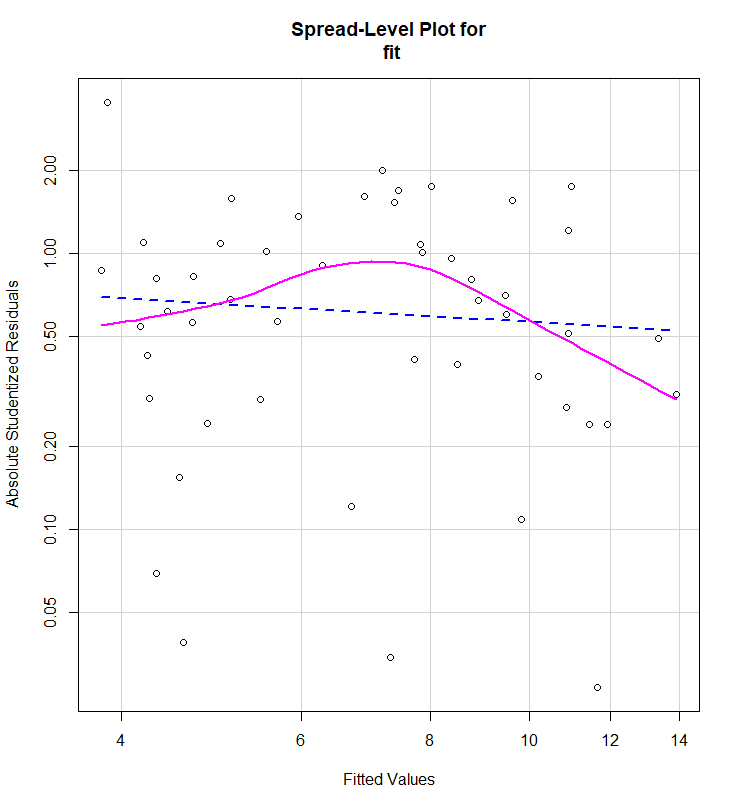 Spread-Level Plot for
fit
Absolute Studentized Residuals
2.00
1.00
0.50
0.20
0.10
0.05
4 6 8 10 12 14
Fitted Values